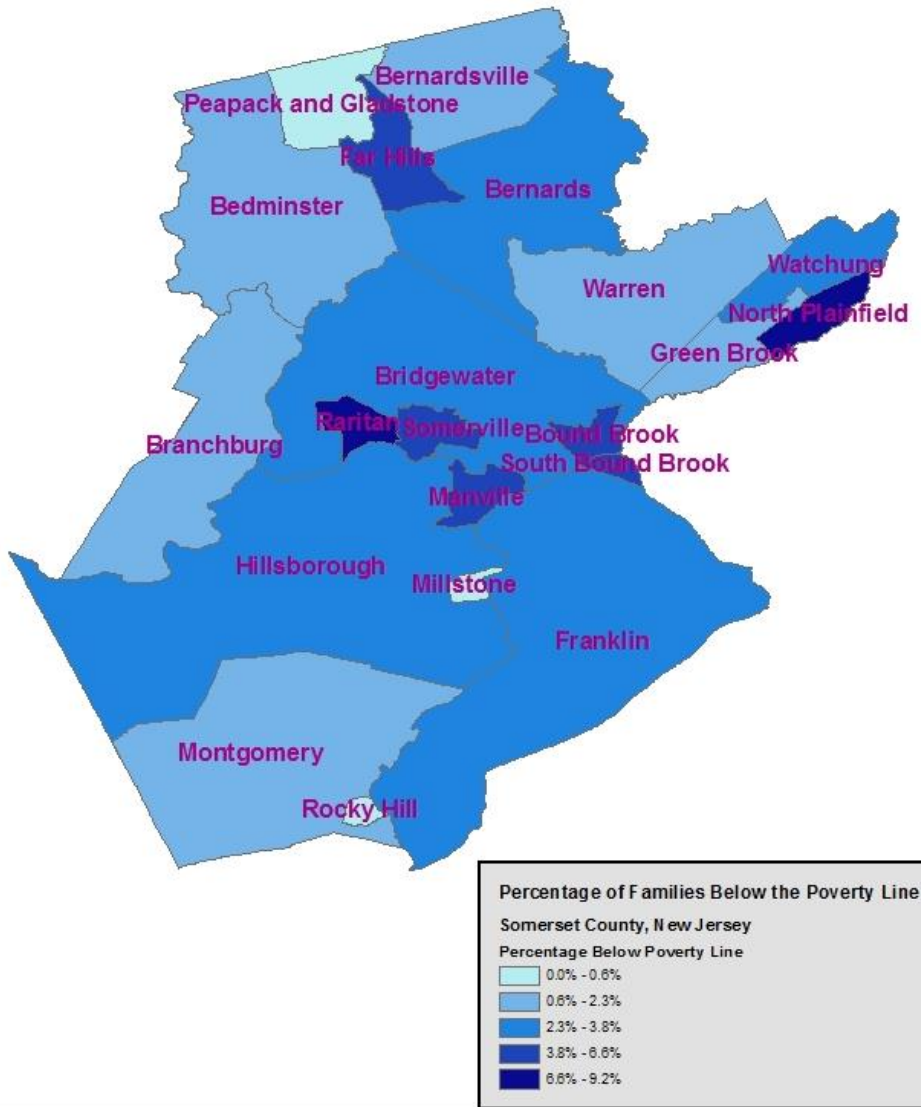 Bernardsville
Peapack and Gladstone
Far Hills
Bernards
Bedminster
Watchung
Warren
North Plainfield
Green Brook
Bridgewater
Raritan
Somerville
Bound Brook
Branchburg
South Bound Brook
Manville
Hillsborough
Millstone
Franklin
Montgomery
Rocky Hill
Percentage of Families Below the Poverty Line
Somerset County, New Jersey
Percentage Below Poverty Line
0.0% - 0.6%
0.6% - 2.3%
2.3% - 3.8%
3.8% - 6.6%
6.6% - 9.2%